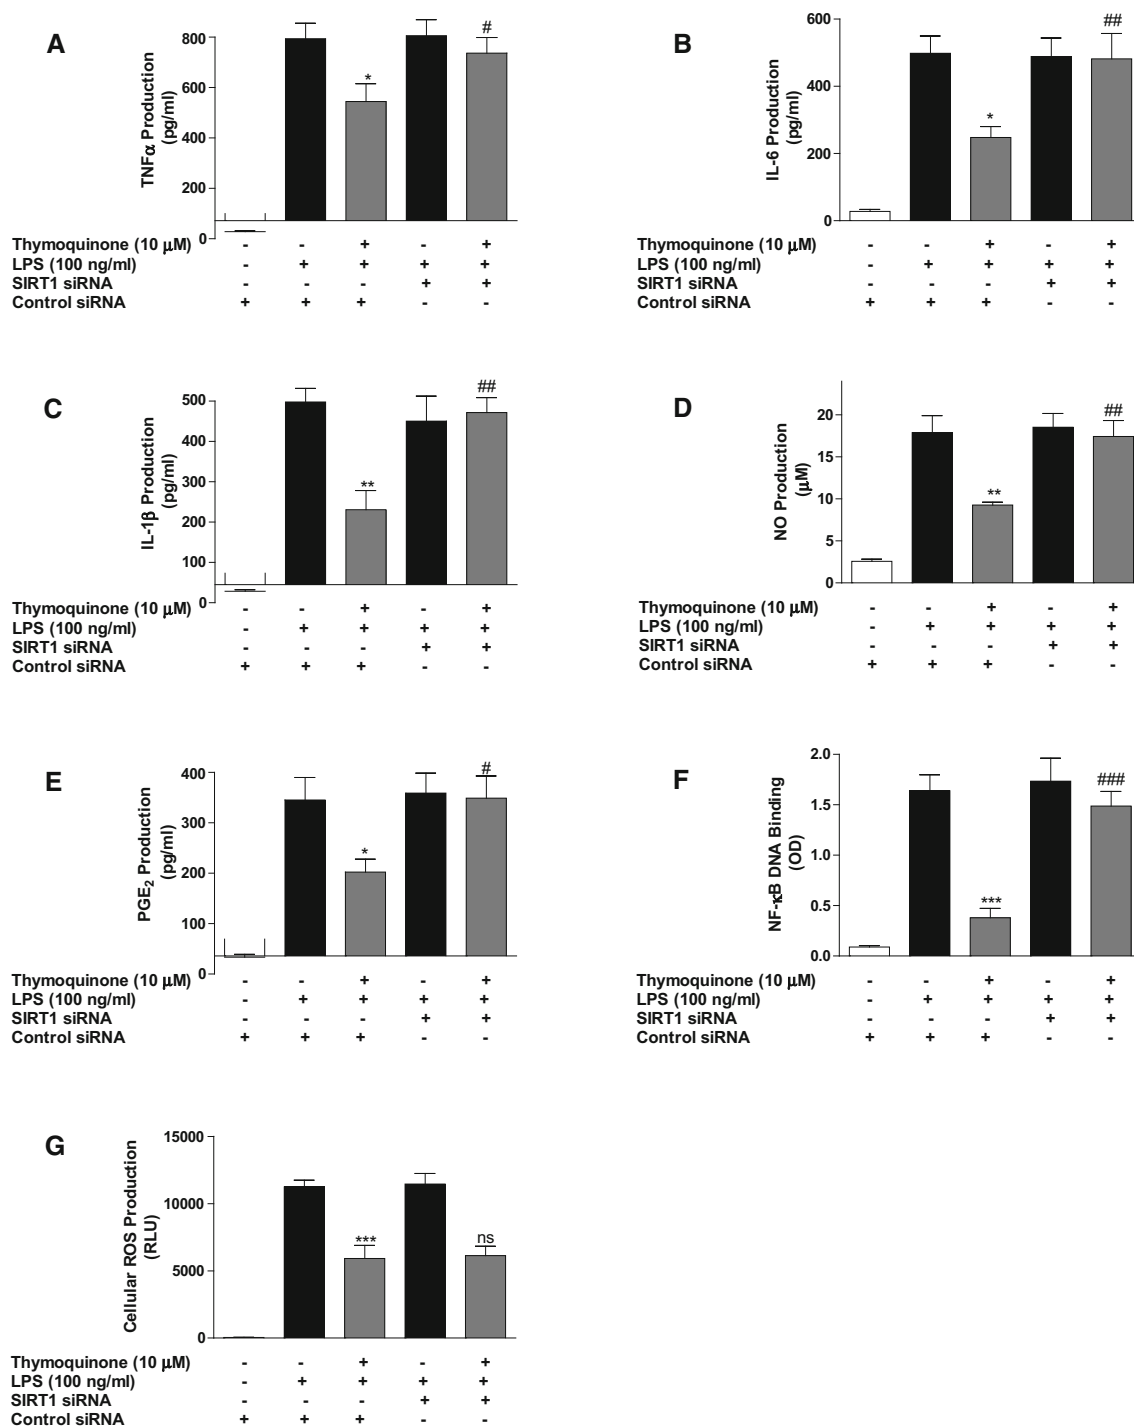 A
TNFα Production
(pg/ml)
800
600
400
200
0
* #
Thymoquinone (10 μM) - - + - +
LPS (100 ng/ml) - + + + +
SIRT1 siRNA - - - + +
Control siRNA + + + - -
B
IL-6 Production
(pg/ml)
600
400
200
0
* ##
Thymoquinone (10 μM) - - + - +
LPS (100 ng/ml) - + + + +
SIRT1 siRNA - - - + +
Control siRNA + + + - -
C
IL-1β Production
(pg/ml)
500
400
300
200
100
0
** ##
Thymoquinone (10 μM) - - + - +
LPS (100 ng/ml) - + + + +
SIRT1 siRNA - - - + +
Control siRNA + + + - -
D
NO Production
(μM)
20
15
10
5
0
** ##
Thymoquinone (10 μM) - - + - +
LPS (100 ng/ml) - + + + +
SIRT1 siRNA - - - + +
Control siRNA + + + - -
E
PGE2 Production
(pg/ml)
400
300
200
100
0
* #
Thymoquinone (10 μM) - - + - +
LPS (100 ng/ml) - + + + +
SIRT1 siRNA - - - + +
Control siRNA + + + - -
F
NF-κB DNA Binding
(OD)
2.0
1.5
1.0
0.5
0.0
*** ###
Thymoquinone (10 μM) - - + - +
LPS (100 ng/ml) - + + + +
SIRT1 siRNA - - - + +
Control siRNA + + + - -
G
Cellular ROS Production
(RLU)
15000
10000
5000
0
*** ns
Thymoquinone (10 μM) - - + - +
LPS (100 ng/ml) - + + + +
SIRT1 siRNA - - - + +
Control siRNA + + + - -